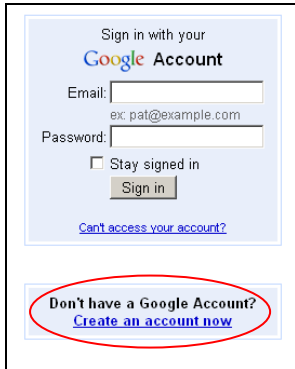 Sign in with your
Google Account
Email:
ex: pat@example.com
Password:
Stay signed in
Sign in
Can't access your account?
Don't have a Google Account?
Create an account now